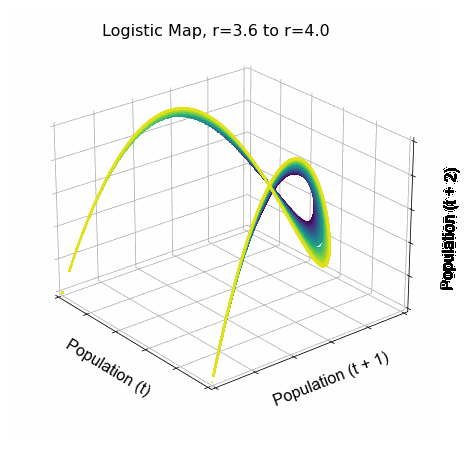 Logistic Map, r=3.6 to r=4.0
Population (t + 2)
Population (t)
Population (t + 1)